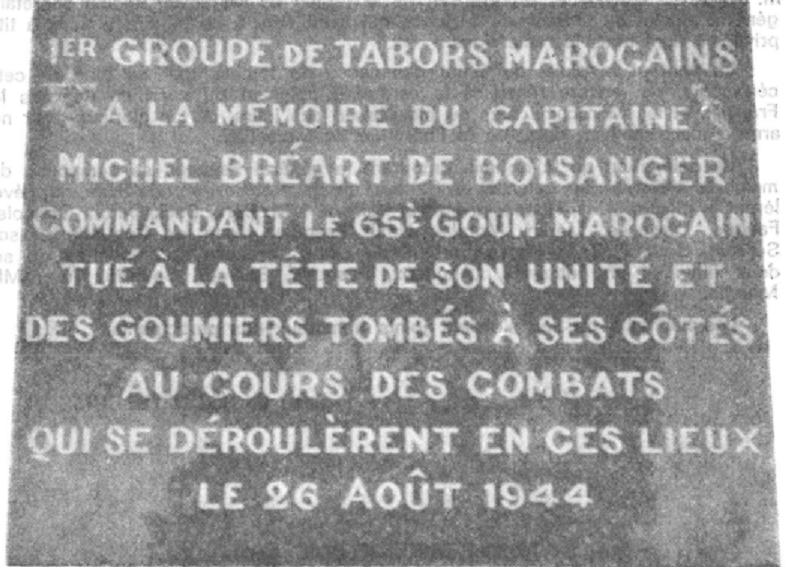 1ER GROUPE DE TABORS MAROCAINS
A LA MÉMOIRE DU CAPITAINE
MICHEL BRÉART DE BOISANGER
COMMANDANT LE 65È GOUM MAROCAIN
TUÉ À LA TÊTE DE SON UNITÉ ET
DES GOUMIERS TOMBÉS À SES CÔTÉS
AU COURS DES COMBATS
QUI SE DÉROULÈRENT EN CES LIEUX
LE 26 AOÛT 1944